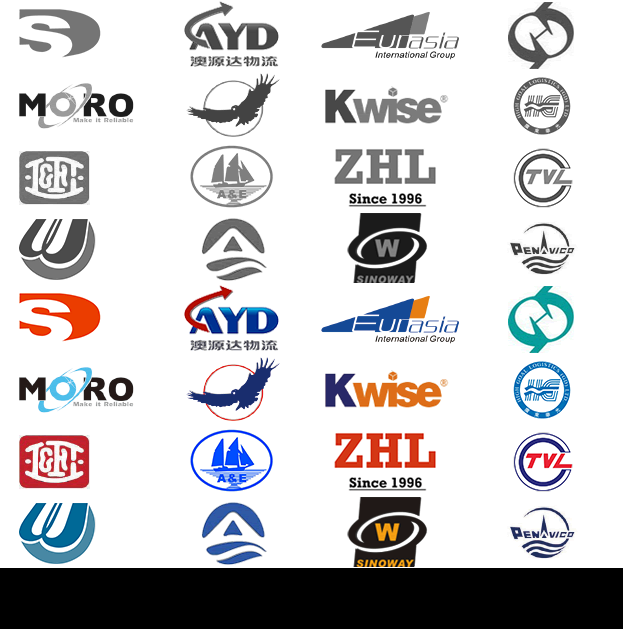 S
AYD
澳源达物流
Eurasia
International Group
MORO
Make it Reliable
Kwise®
ZHL
Since 1996
A&E
TVL
W
SINOWAY
PENAVICO
S
AYD
澳源达物流
Eurasia
International Group
MORO
Make it Reliable
Kwise®
ZHL
Since 1996
A&E
TVL
W
SINOWAY
PENAVICO